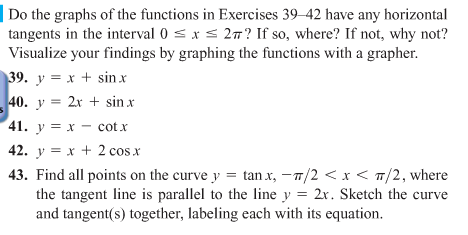 Do the graphs of the functions in Exercises 39–42 have any horizontal
tangents in the interval 0 ≤ x ≤ 2π? If so, where? If not, why not?
Visualize your findings by graphing the functions with a grapher.
39. y = x + sin x
40. y = 2x + sin x
41. y = x − cot x
42. y = x + 2 cos x
43. Find all points on the curve y = tan x, −π/2 < x < π/2, where
the tangent line is parallel to the line y = 2x. Sketch the curve
and tangent(s) together, labeling each with its equation.